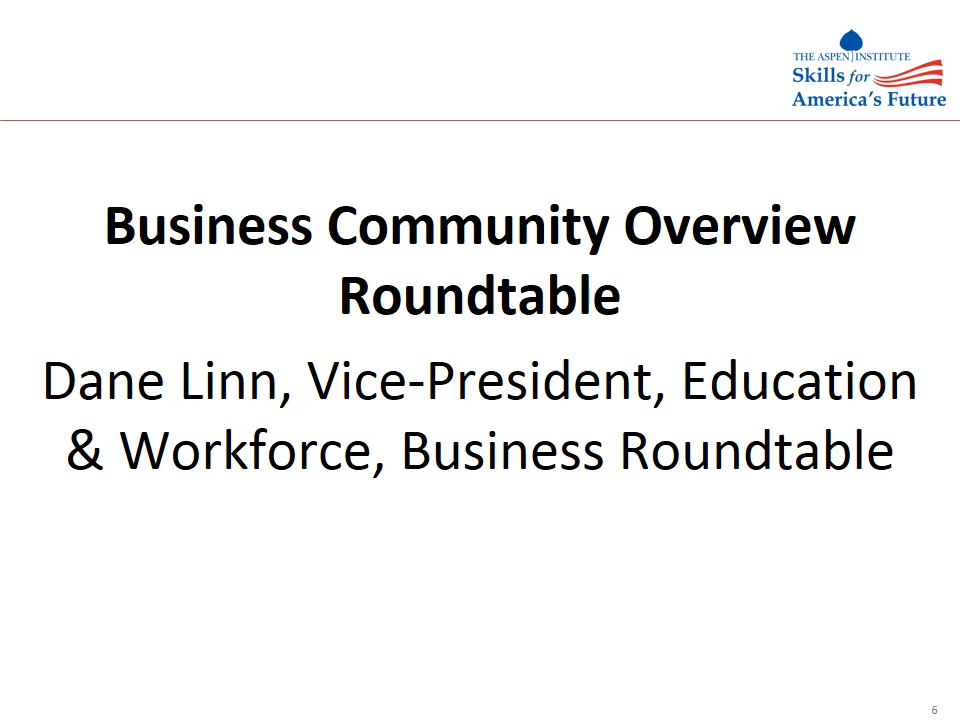 THE ASPEN INSTITUTE
Skills for
America's Future
Business Community Overview
Roundtable
Dane Linn, Vice-President, Education
& Workforce, Business Roundtable
6